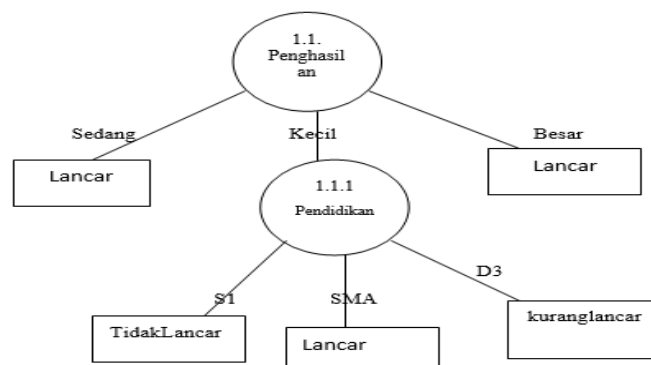 1.1.
Penghasil
an
Sedang
Kecil
Besar
Lancar
Lancar
1.1.1
Pendidikan
S1
SMA
D3
TidakLancar
Lancar
kuranglancar